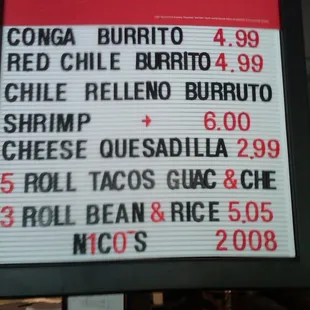 CONGA BURRITO 4.99
RED CHILE BURRITO 4.99
CHILE RELLENO BURRUTO
SHRIMP → 6.00
CHEESE QUESADILLA 2.99
5 ROLL TACOS GUAC & CHE
3 ROLL BEAN & RICE 5.05
N1CO-S 2008